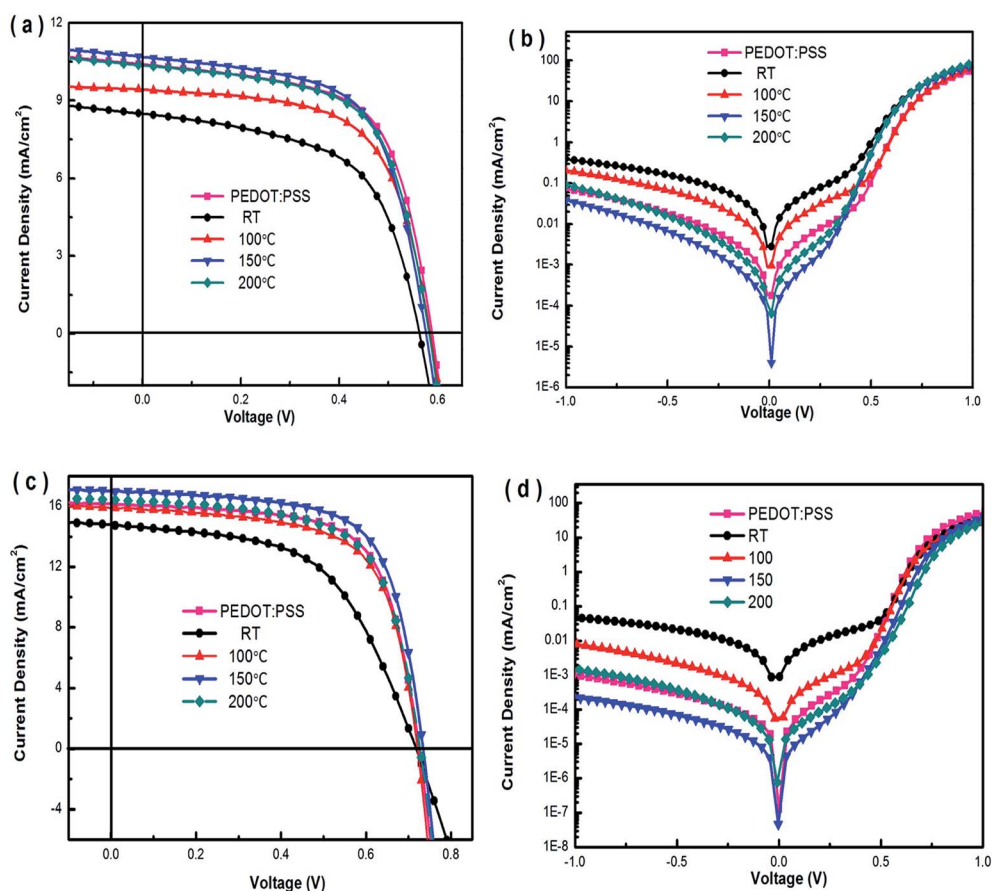 ( a )
12
9
6
3
0
Current Density (mA/cm²)
PEDOT:PSS
RT
100°C
150°C
200°C
0.0
0.2
0.4
0.6
Voltage (V)
( b )
100
10
1
0.1
0.01
1E-3
1E-4
1E-5
1E-6
Current Density (mA/cm²)
PEDOT:PSS
RT
100°C
150°C
200°C
-1.0
-0.5
0.0
0.5
1.0
Voltage (V)
( c )
16
12
8
4
0
-4
Current Density (mA/cm²)
PEDOT:PSS
RT
100°C
150°C
200°C
0.0
0.2
0.4
0.6
0.8
Voltage (V)
( d )
100
10
1
0.1
0.01
1E-3
1E-4
1E-5
1E-6
1E-7
1E-8
Current Density (mA/cm²)
PEDOT:PSS
RT
100
150
200
-1.0
-0.5
0.0
0.5
1.0
Voltage (V)